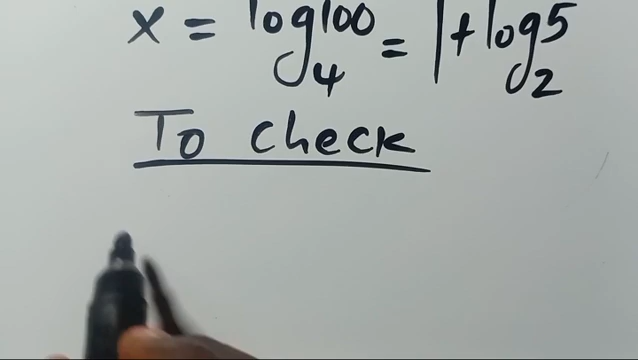 x = log₄100 = 1 + log₂5
To check